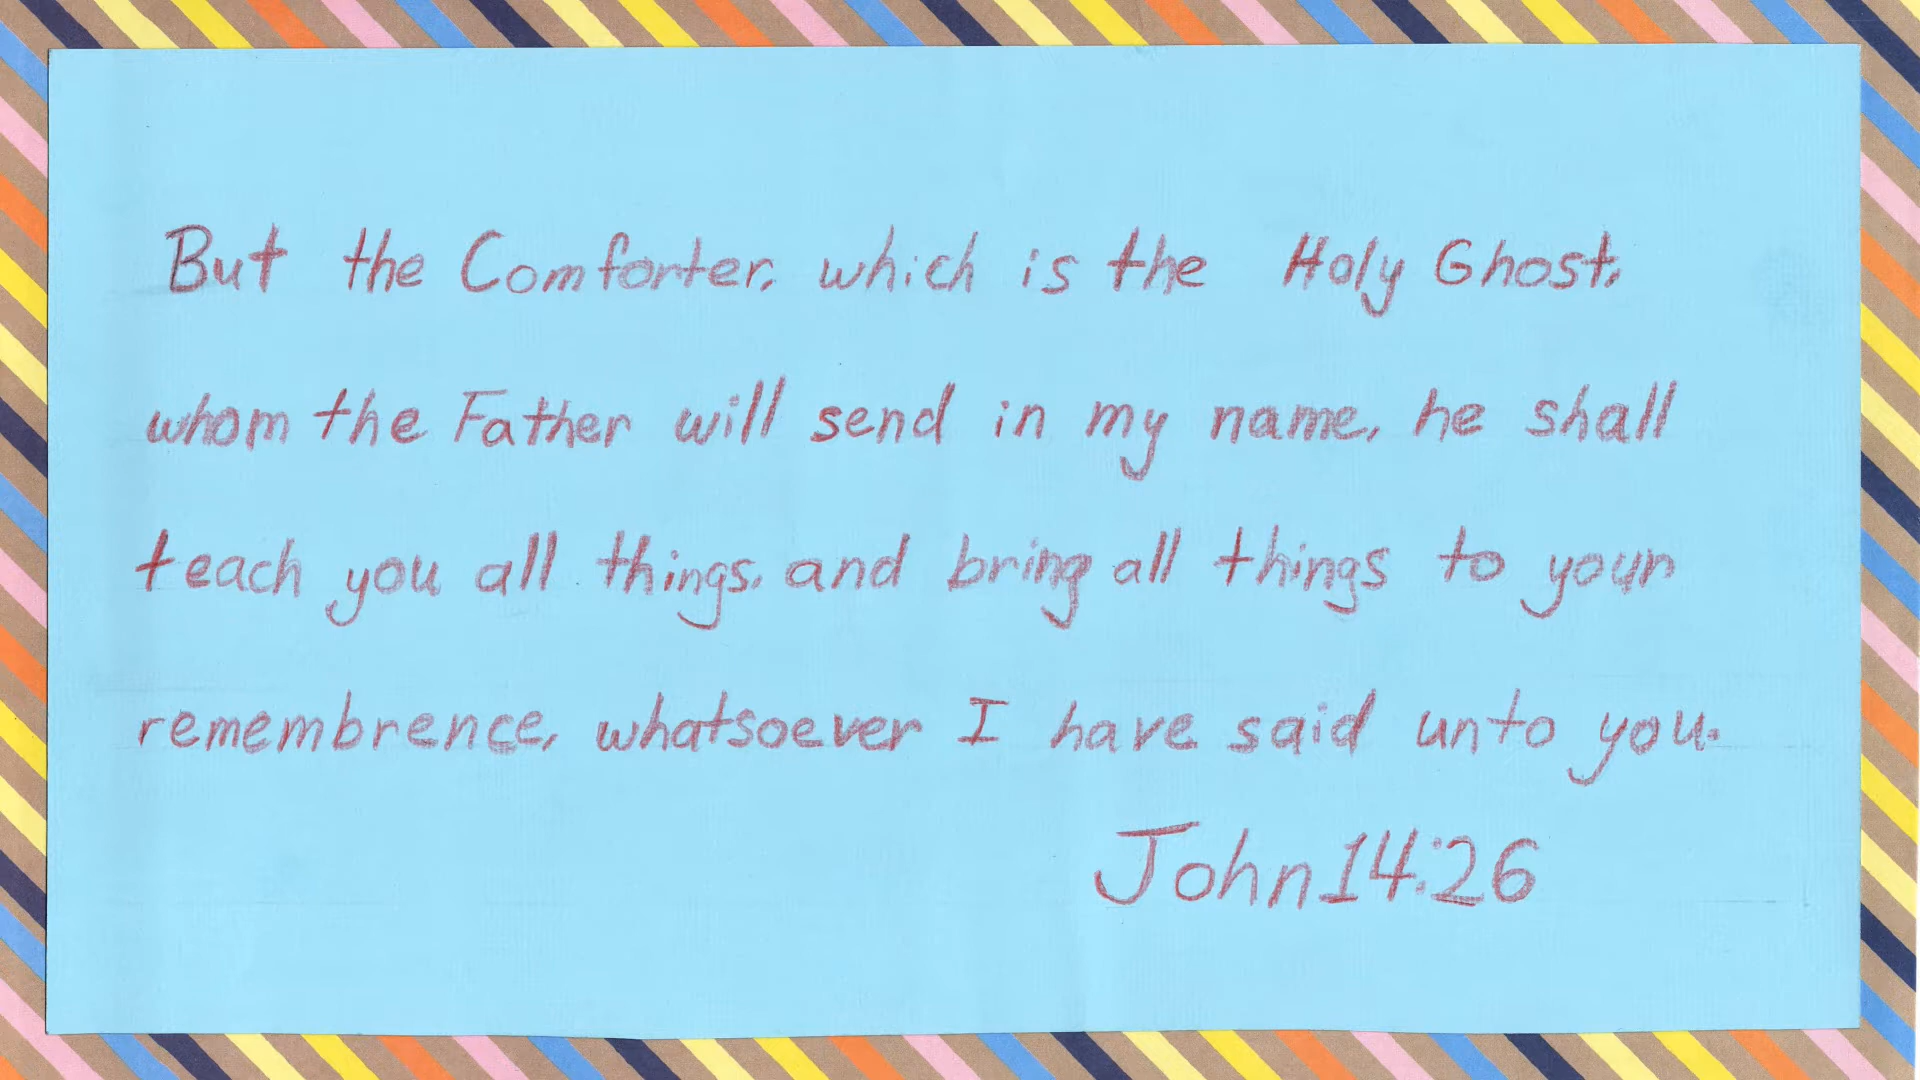 But the Comforter, which is the Holy Ghost,
whom the Father will send in my name, he shall
teach you all things, and bring all things to your
remembrence, whatsoever I have said unto you.
John 14:26